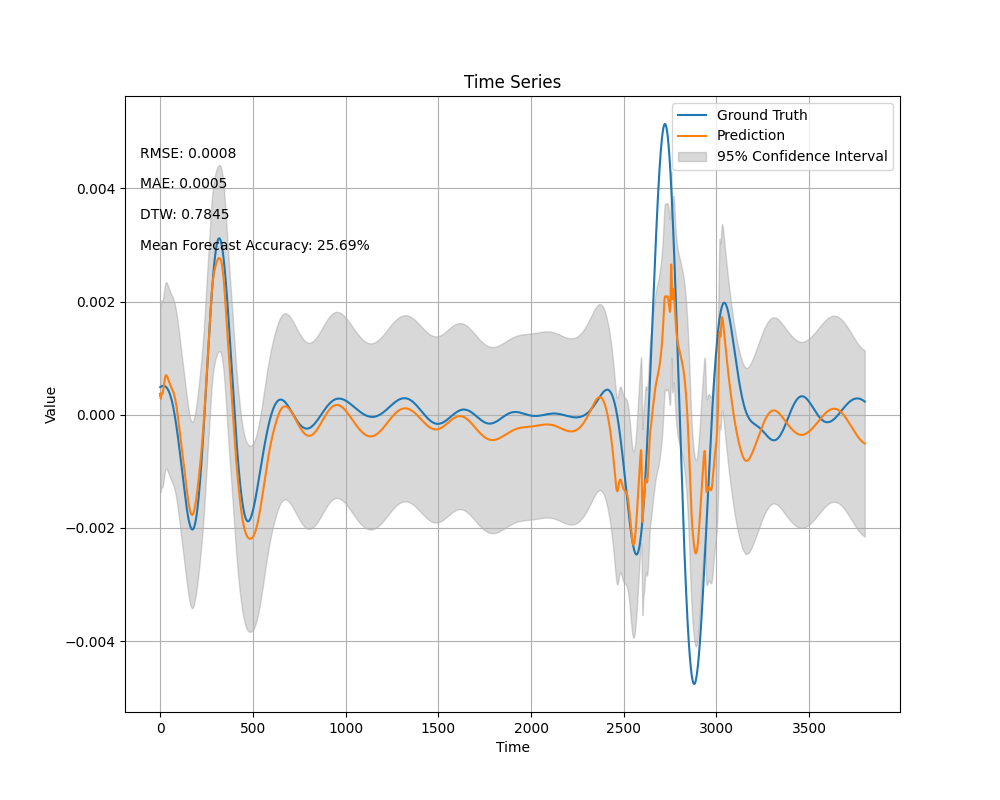 Time Series
Ground Truth
Prediction
95% Confidence Interval
RMSE: 0.0008
MAE: 0.0005
DTW: 0.7845
Mean Forecast Accuracy: 25.69%
Value
0.004
0.002
0.000
−0.002
−0.004
0 500 1000 1500 2000 2500 3000 3500
Time